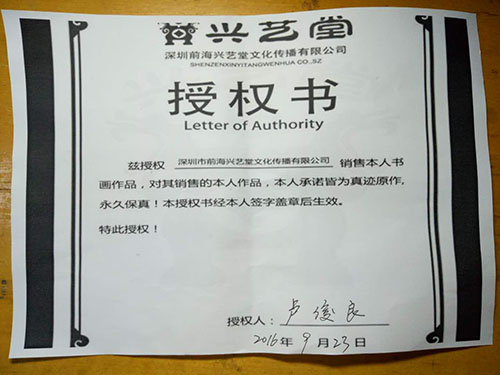 兴艺堂
深圳前海兴艺堂文化传播有限公司
SHENZENXINYITANGWENHUA CO.,SZ
授权书
Letter of Authority
兹授权 深圳市前海兴艺堂文化传播有限公司 销售本人书
画作品，对其销售的本人作品，本人承诺皆为真迹原作，
永久保真！本授权书经本人签字盖章后生效。
特此授权！
授权人：卢俊良
2016年 9 月 23 日